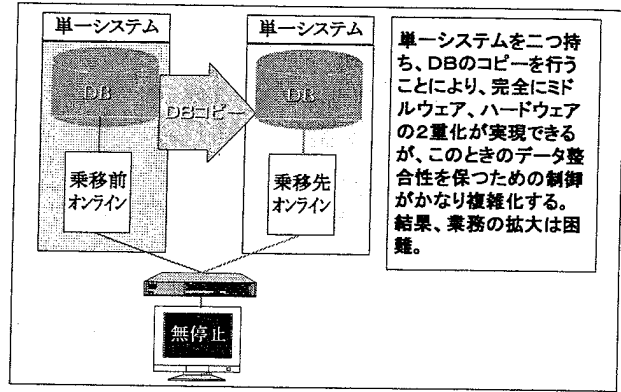 単一システム
単一システム
DB
DB
DBコピー
乗移前
オンライン
乗移先
オンライン
無停止
単一システムを二つ持
ち、DBのコピーを行う
ことにより、完全にミド
ルウェア、ハードウェア
の2重化が実現できる
が、このときのデータ整
合性を保つための制御
がかなり複雑化する。
結果、業務の拡大は困
難。